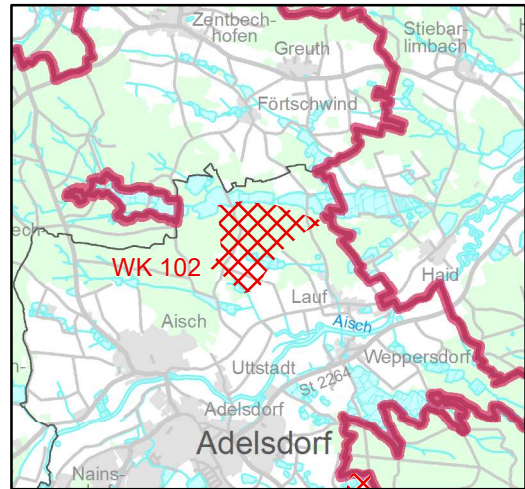 Zentbech-
hofen
Stiebar-
limbach
Greuth
Förtschwind
ech
WK 102
Haid
Lauf
Aisch
Aisch
Weppersdorf
Uttstadt
St 2264
Adelsdorf
Adelsdorf
Nains-